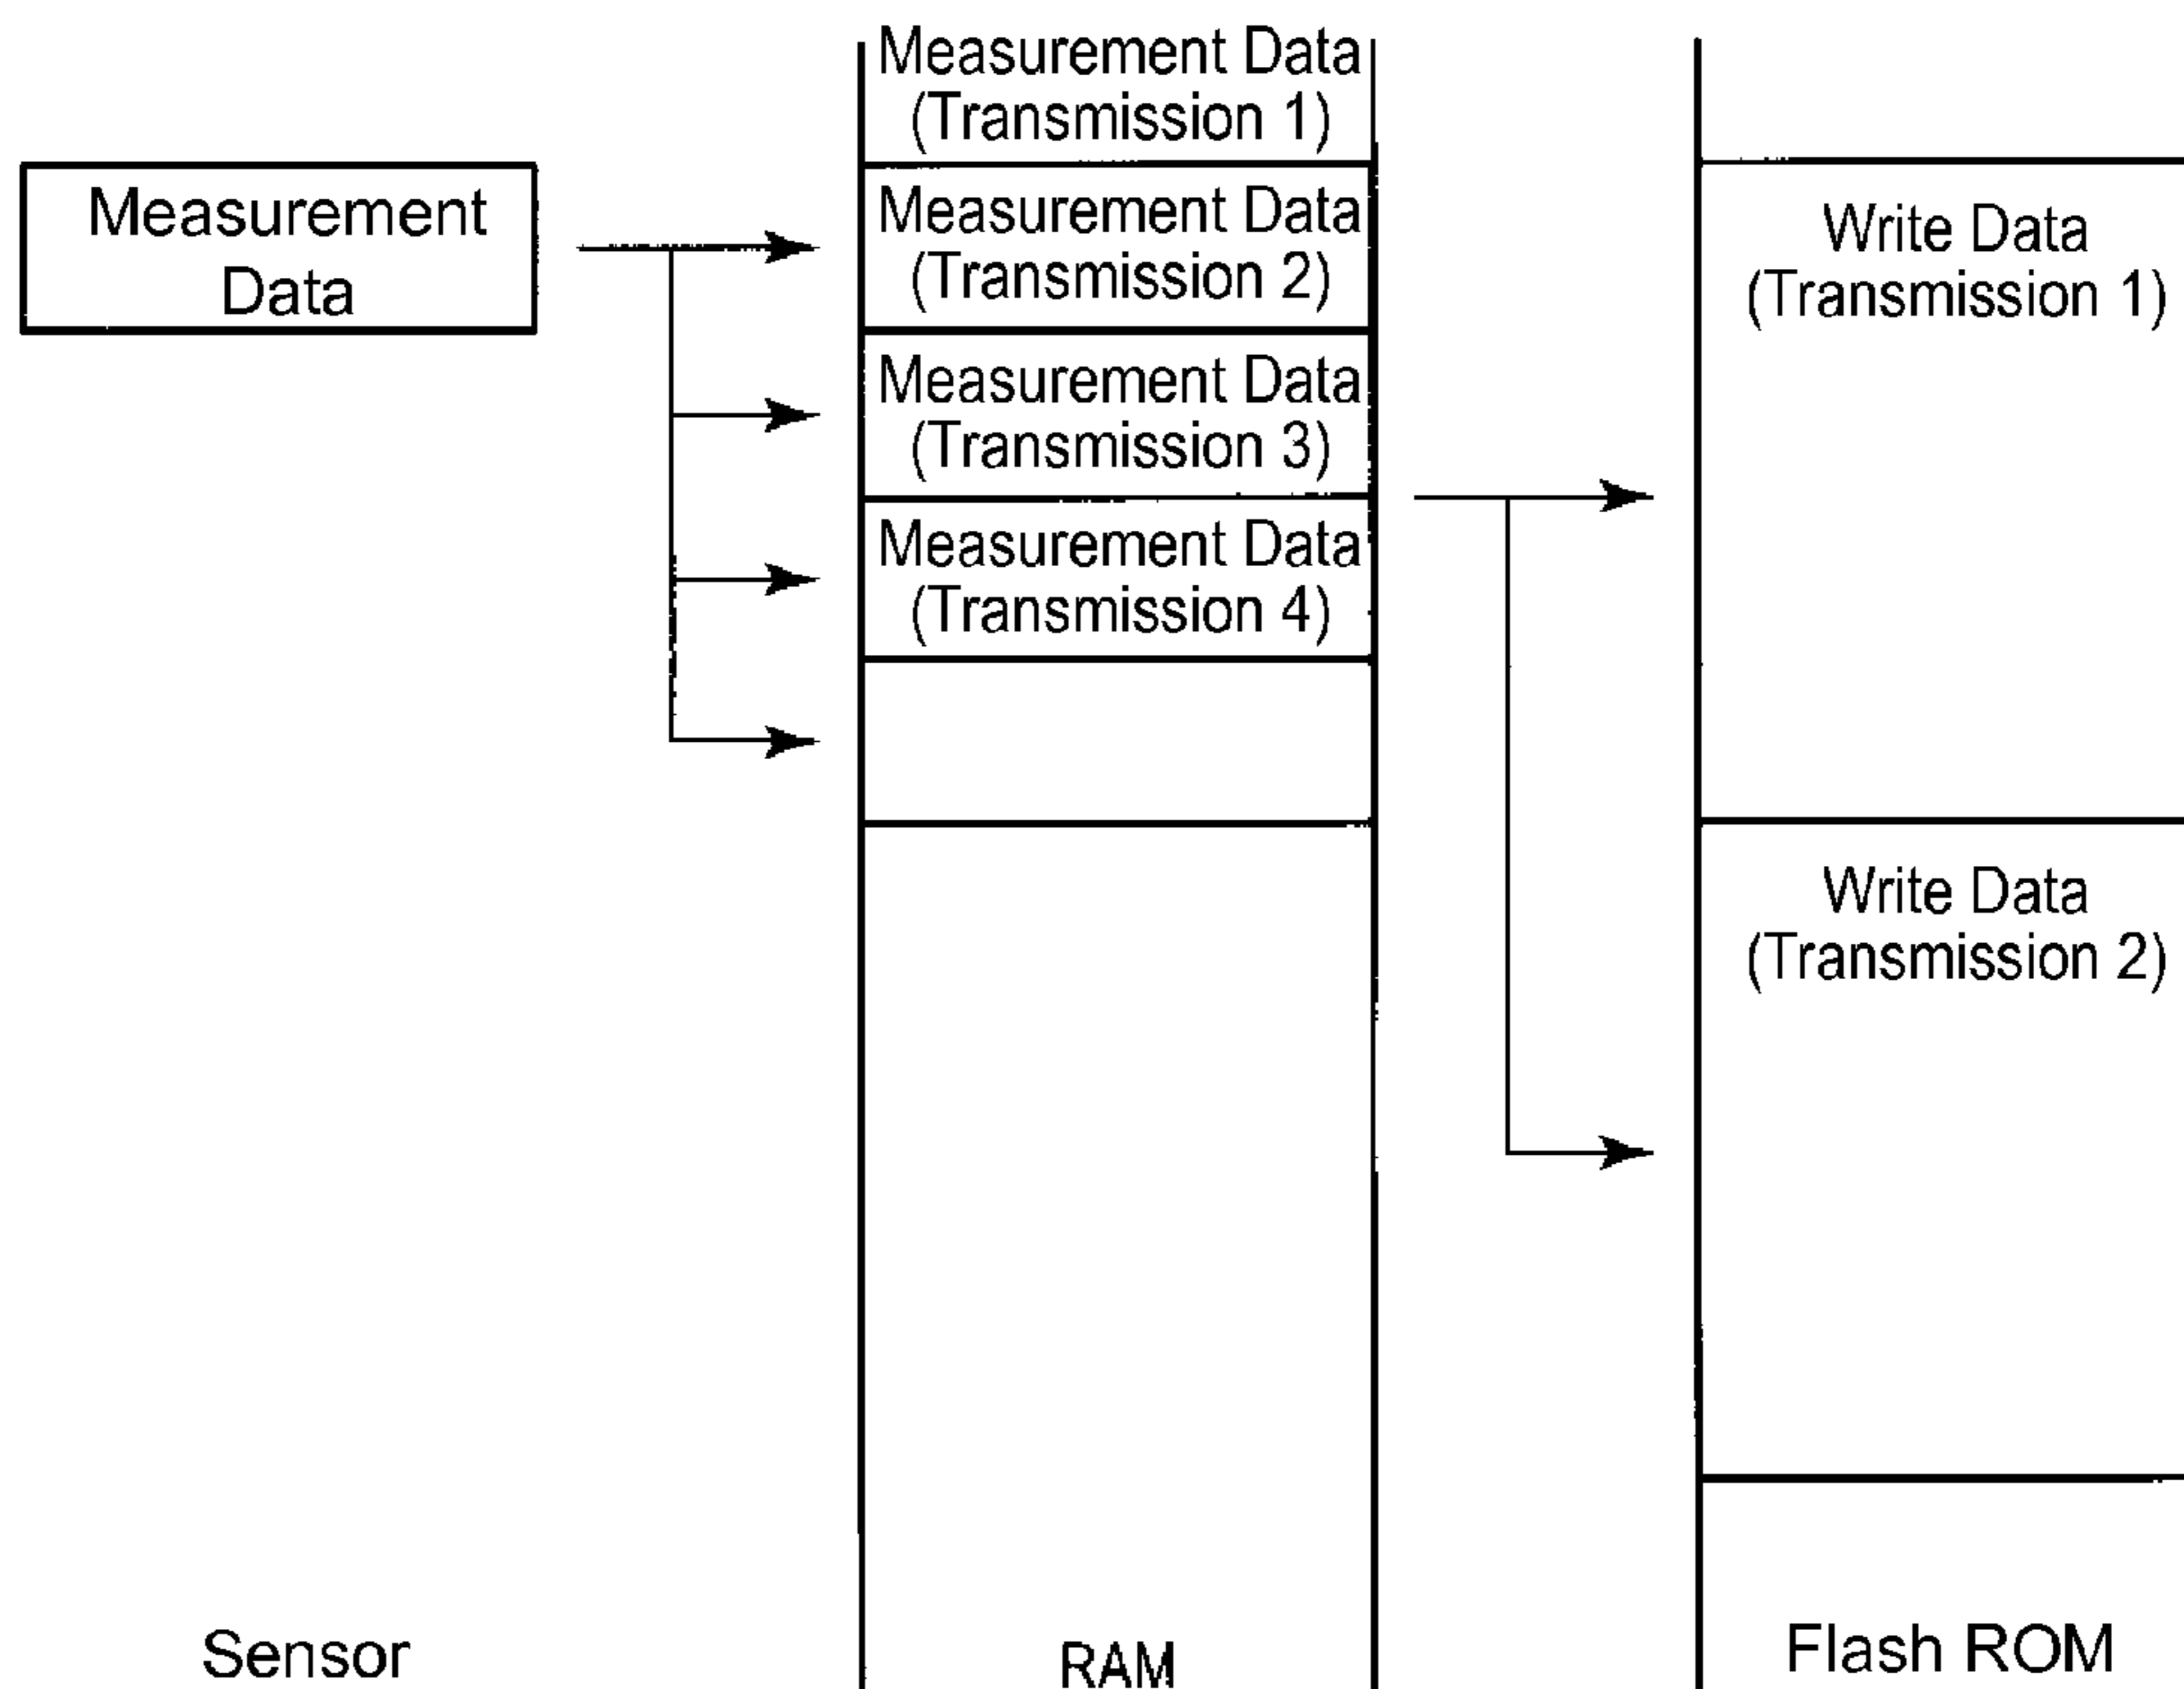 Measurement
Data
Measurement Data
(Transmission 1)
Measurement Data
(Transmission 2)
Measurement Data
(Transmission 3)
Measurement Data
(Transmission 4)
Write Data
(Transmission 1)
Write Data
(Transmission 2)
Sensor
RAM
Flash ROM